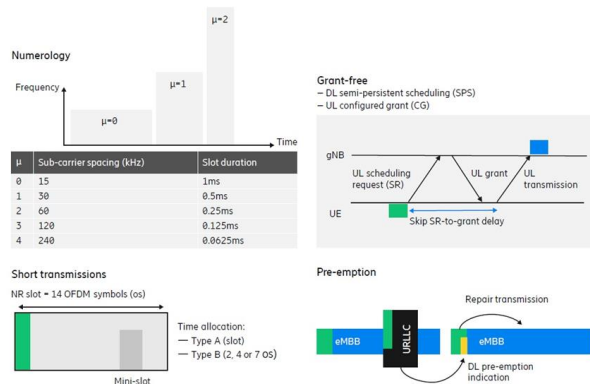 Numerology
Frequency
μ=0
μ=1
μ=2
Time
μ Sub-carrier spacing (kHz) Slot duration
0 15 1ms
1 30 0.5ms
2 60 0.25ms
3 120 0.125ms
4 240 0.0625ms
Grant-free
– DL semi-persistent scheduling (SPS)
– UL configured grant (CG)
gNB
UL scheduling
request (SR)
UL grant
UL
transmission
UE
Skip SR-to-grant delay
Short transmissions
NR slot = 14 OFDM symbols (os)
Mini-slot
Time allocation:
— Type A (slot)
— Type B (2, 4 or 7 os)
Pre-emption
Repair transmission
eMBB
URLLC
eMBB
DL pre-emption
indication